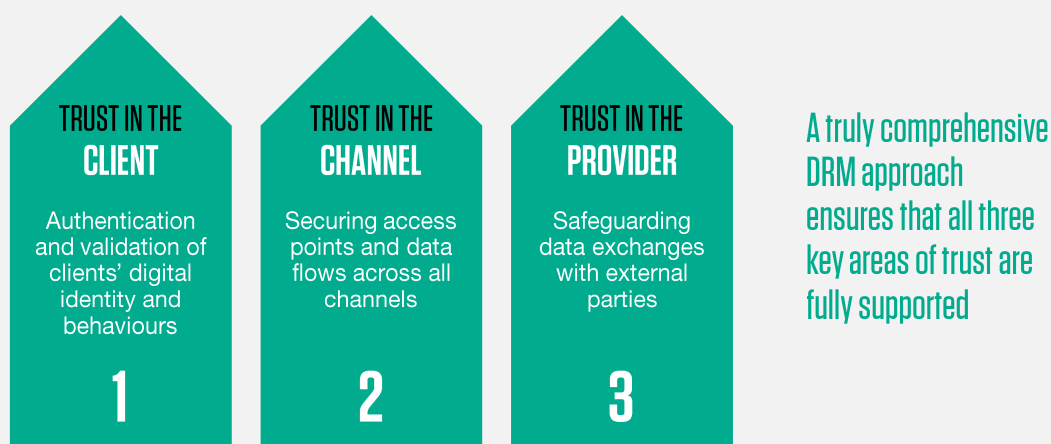 TRUST IN THE
CLIENT
Authentication
and validation of
clients’ digital
identity and
behaviours
1
TRUST IN THE
CHANNEL
Securing access
points and data
flows across all
channels
2
TRUST IN THE
PROVIDER
Safeguarding
data exchanges
with external
parties
3
A truly comprehensive
DRM approach
ensures that all three
key areas of trust are
fully supported